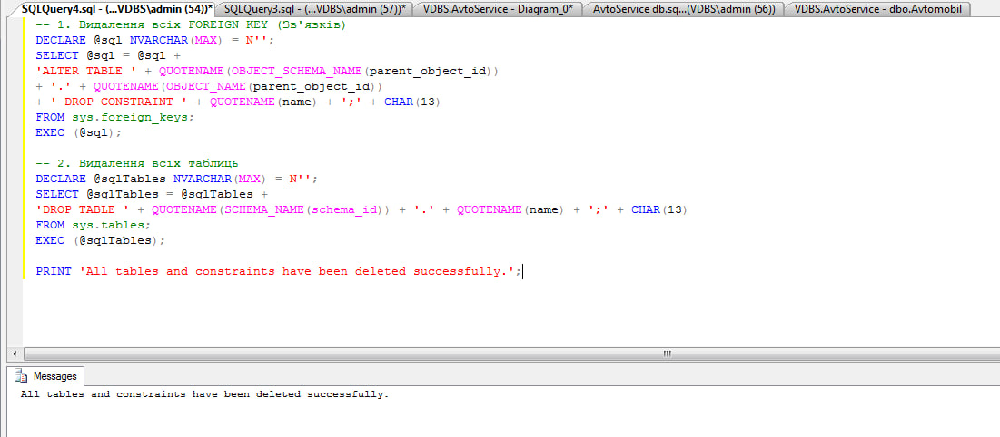 SQLQuery4.sql - (...VDBS\admin (54))* SQLQuery3.sql - (...VDBS\admin (57))* VDBS.AvtoService - Diagram_0* AvtoService db.sq...(VDBS\admin (56)) VDBS.AvtoService - dbo.Avtomobil
-- 1. Видалення всіх FOREIGN KEY (Зв'язків)
DECLARE @sql NVARCHAR(MAX) = N'';
SELECT @sql = @sql +
'ALTER TABLE ' + QUOTENAME(OBJECT_SCHEMA_NAME(parent_object_id))
+ '.' + QUOTENAME(OBJECT_NAME(parent_object_id))
+ ' DROP CONSTRAINT ' + QUOTENAME(name) + ';' + CHAR(13)
FROM sys.foreign_keys;
EXEC (@sql);
-- 2. Видалення всіх таблиць
DECLARE @sqlTables NVARCHAR(MAX) = N'';
SELECT @sqlTables = @sqlTables +
'DROP TABLE ' + QUOTENAME(SCHEMA_NAME(schema_id)) + '.' + QUOTENAME(name) + ';' + CHAR(13)
FROM sys.tables;
EXEC (@sqlTables);
PRINT 'All tables and constraints have been deleted successfully.';
Messages
All tables and constraints have been deleted successfully.